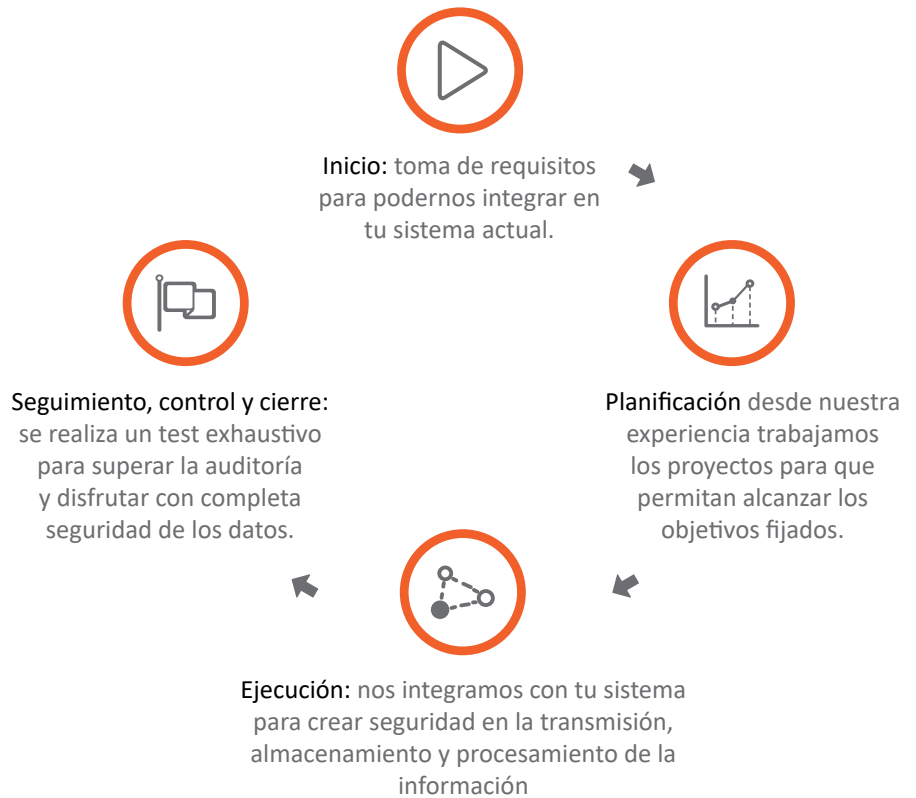 Inicio: toma de requisitos
para podernos integrar en
tu sistema actual.
Planificación desde nuestra
experiencia trabajamos
los proyectos para que
permitan alcanzar los
objetivos fijados.
Ejecución: nos integramos con tu sistema
para crear seguridad en la transmisión,
almacenamiento y procesamiento de la
información
Seguimiento, control y cierre:
se realiza un test exhaustivo
para superar la auditoría
y disfrutar con completa
seguridad de los datos.